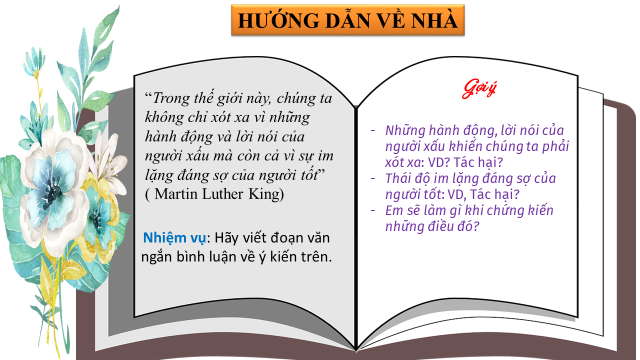 HƯỚNG DẪN VỀ NHÀ
“Trong thế giới này, chúng ta
không chỉ xót xa vì những
hành động và lời nói của
người xấu mà còn cả vì sự im
lặng đáng sợ của người tốt”
( Martin Luther King)
Nhiệm vụ: Hãy viết đoạn văn
ngắn bình luận về ý kiến trên.
Gợi ý
- Những hành động, lời nói của
người xấu khiến chúng ta phải
xót xa: VD? Tác hại?
- Thái độ im lặng đáng sợ của
người tốt: VD, Tác hại?
- Em sẽ làm gì khi chứng kiến
những điều đó?